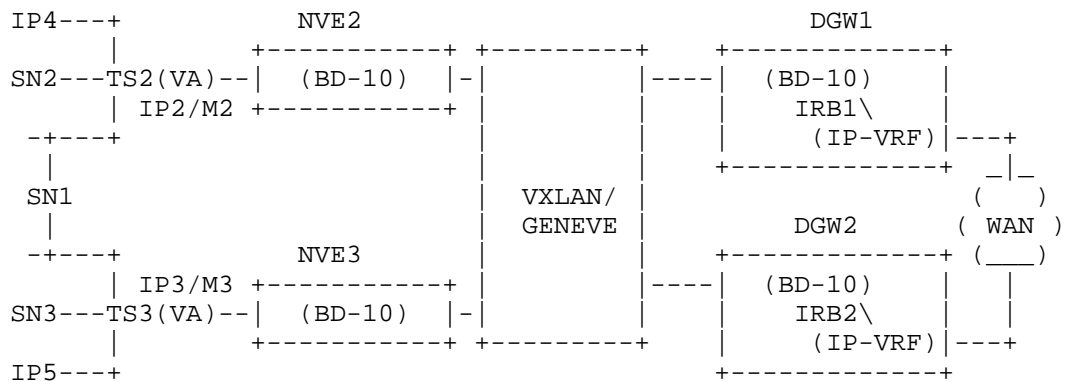 IP4---+           NVE2                            DGW1
      |       +-----------+ +---------+    +-------------+
SN2---TS2(VA)--|  (BD-10)  |-|         |----|  (BD-10)    |
      | IP2/M2 +-----------+ |         |    |    IRB1\    |
 -+---+                      |         |    |     (IP-VRF)|---+
  |                          |         |    +-------------+  _|_
 SN1                         |  VXLAN/ |                    (   )
  |                          |  GENEVE |         DGW2      ( WAN )
 -+---+           NVE3       |         |    +-------------+ (___)
      | IP3/M3 +-----------+ |         |----|  (BD-10)    |   |
SN3---TS3(VA)--|  (BD-10)  |-|         |    |    IRB2\    |   |
      |       +-----------+ +---------+    |     (IP-VRF)|---+
IP5---+                                     +-------------+